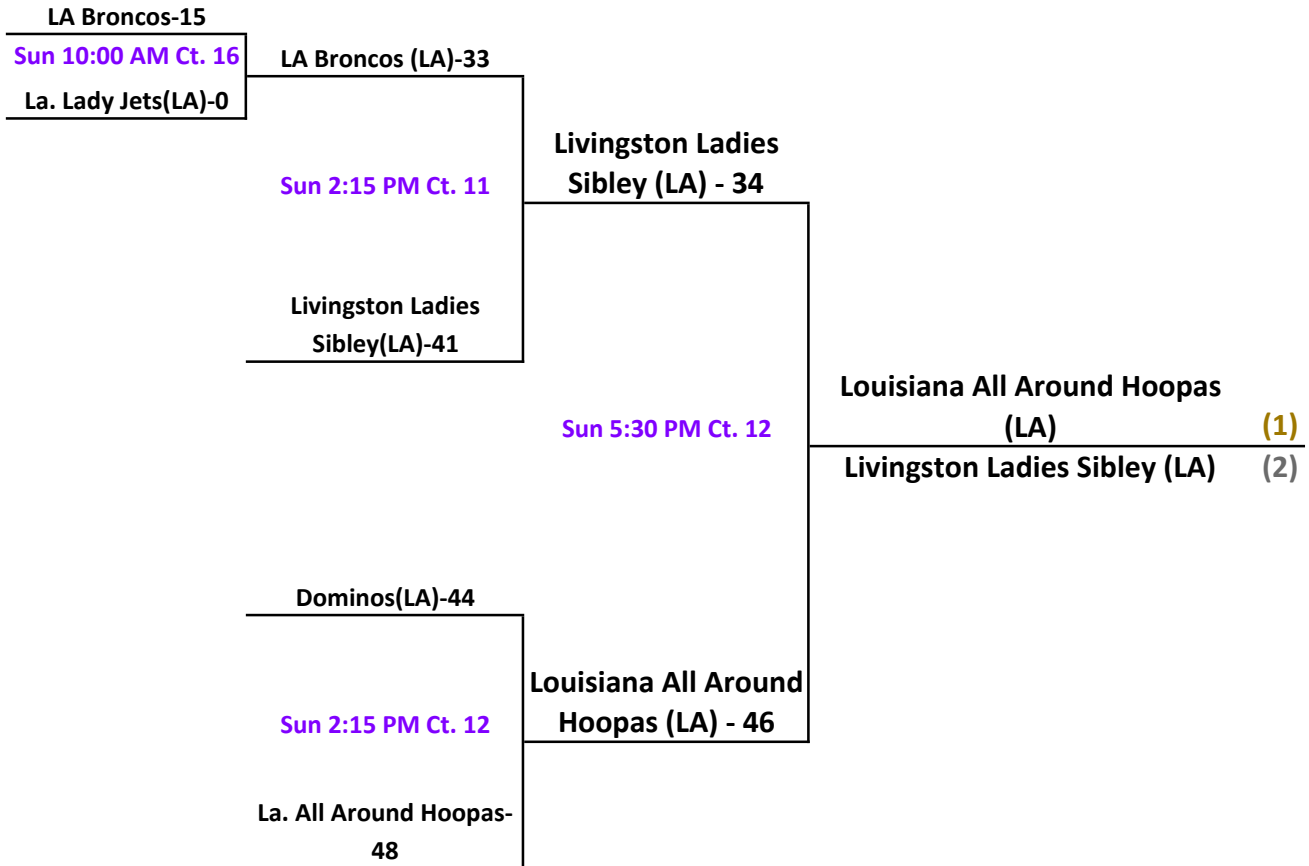 LA Broncos-15
Sun 10:00 AM Ct. 16
La. Lady Jets(LA)-0
LA Broncos (LA)-33
Sun 2:15 PM Ct. 11
Livingston Ladies
Sibley(LA)-41
Livingston Ladies
Sibley (LA) - 34
Sun 5:30 PM Ct. 12
Louisiana All Around Hoopas
(LA) (1)
Livingston Ladies Sibley (LA) (2)
Dominos(LA)-44
Sun 2:15 PM Ct. 12
La. All Around Hoopas-
48
Louisiana All Around
Hoopas (LA) - 46